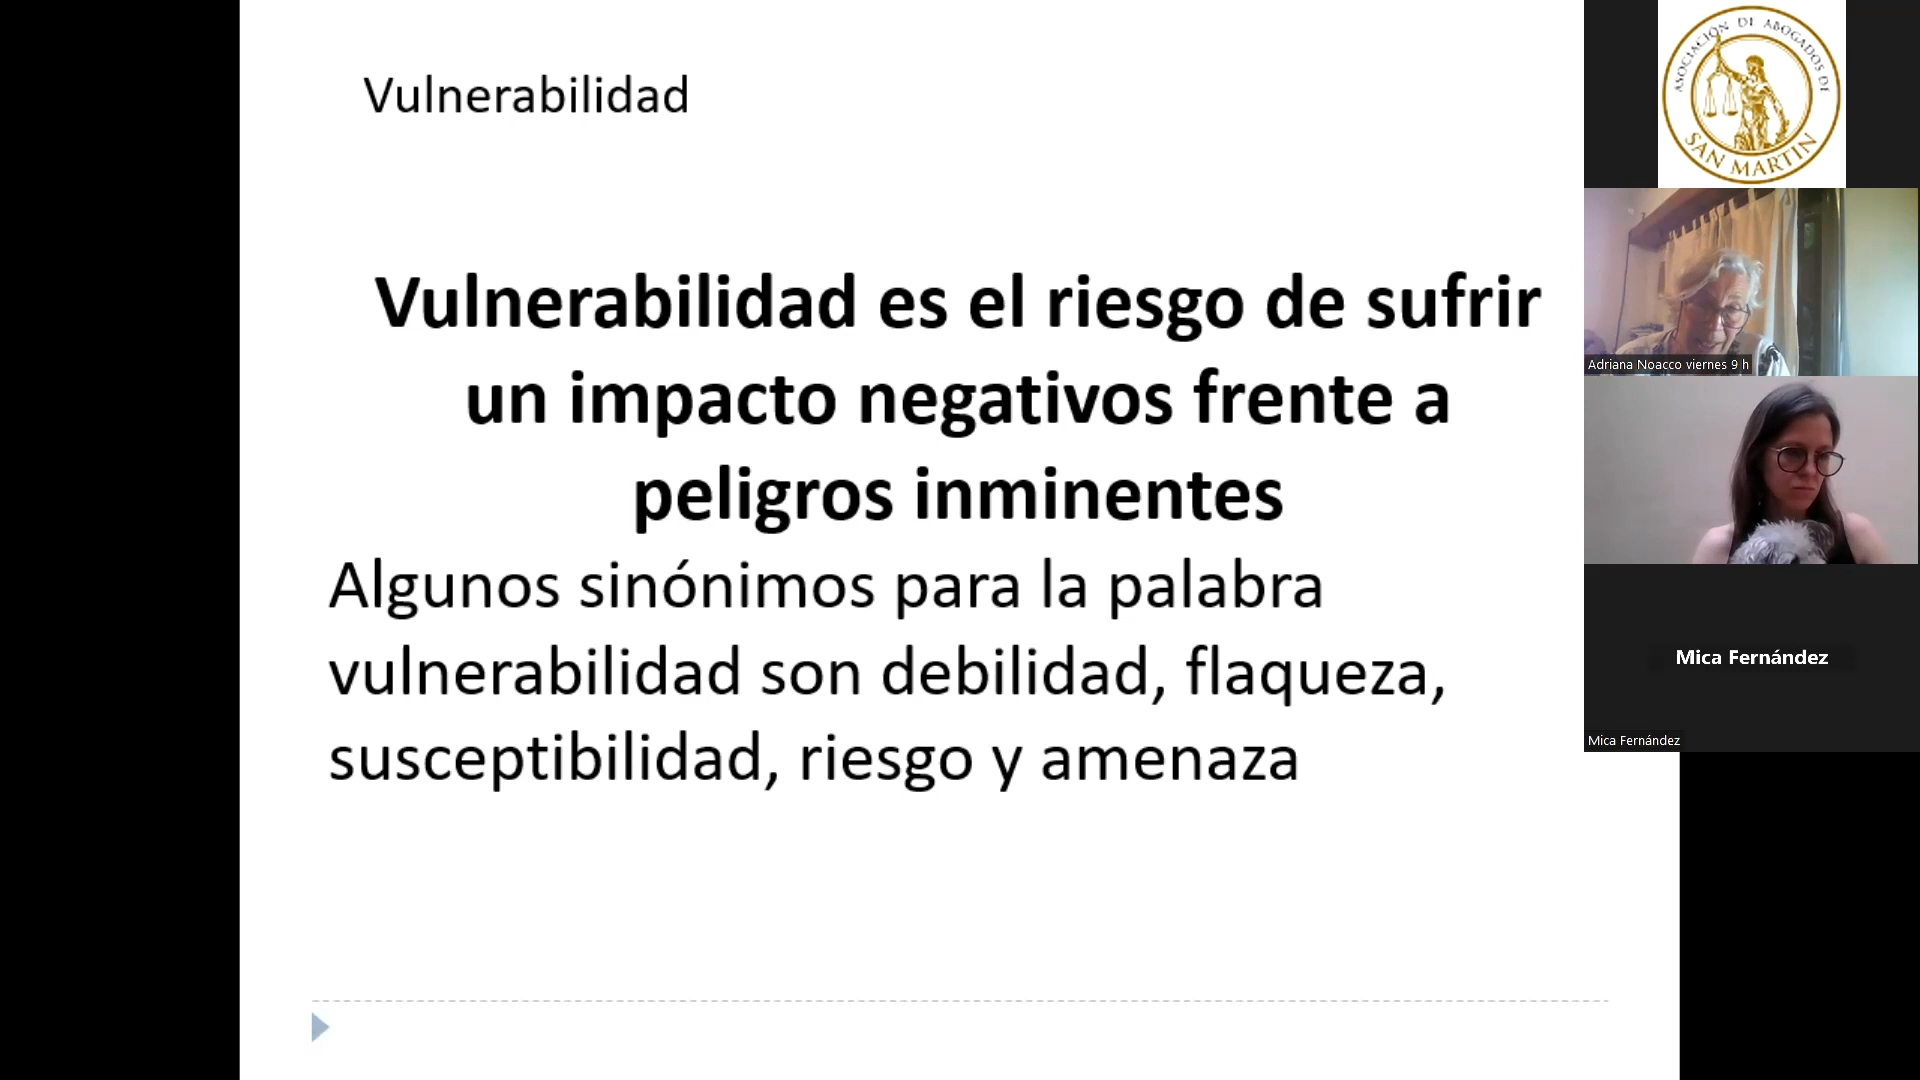 Vulnerabilidad
Vulnerabilidad es el riesgo de sufrir
un impacto negativos frente a
peligros inminentes
Algunos sinónimos para la palabra
vulnerabilidad son debilidad, flaqueza,
susceptibilidad, riesgo y amenaza
ASOCIACIÓN DE ABOGADOS DE
SAN MARTIN
Adriana Noacco viernes 9 h
Mica Fernández
Mica Fernández